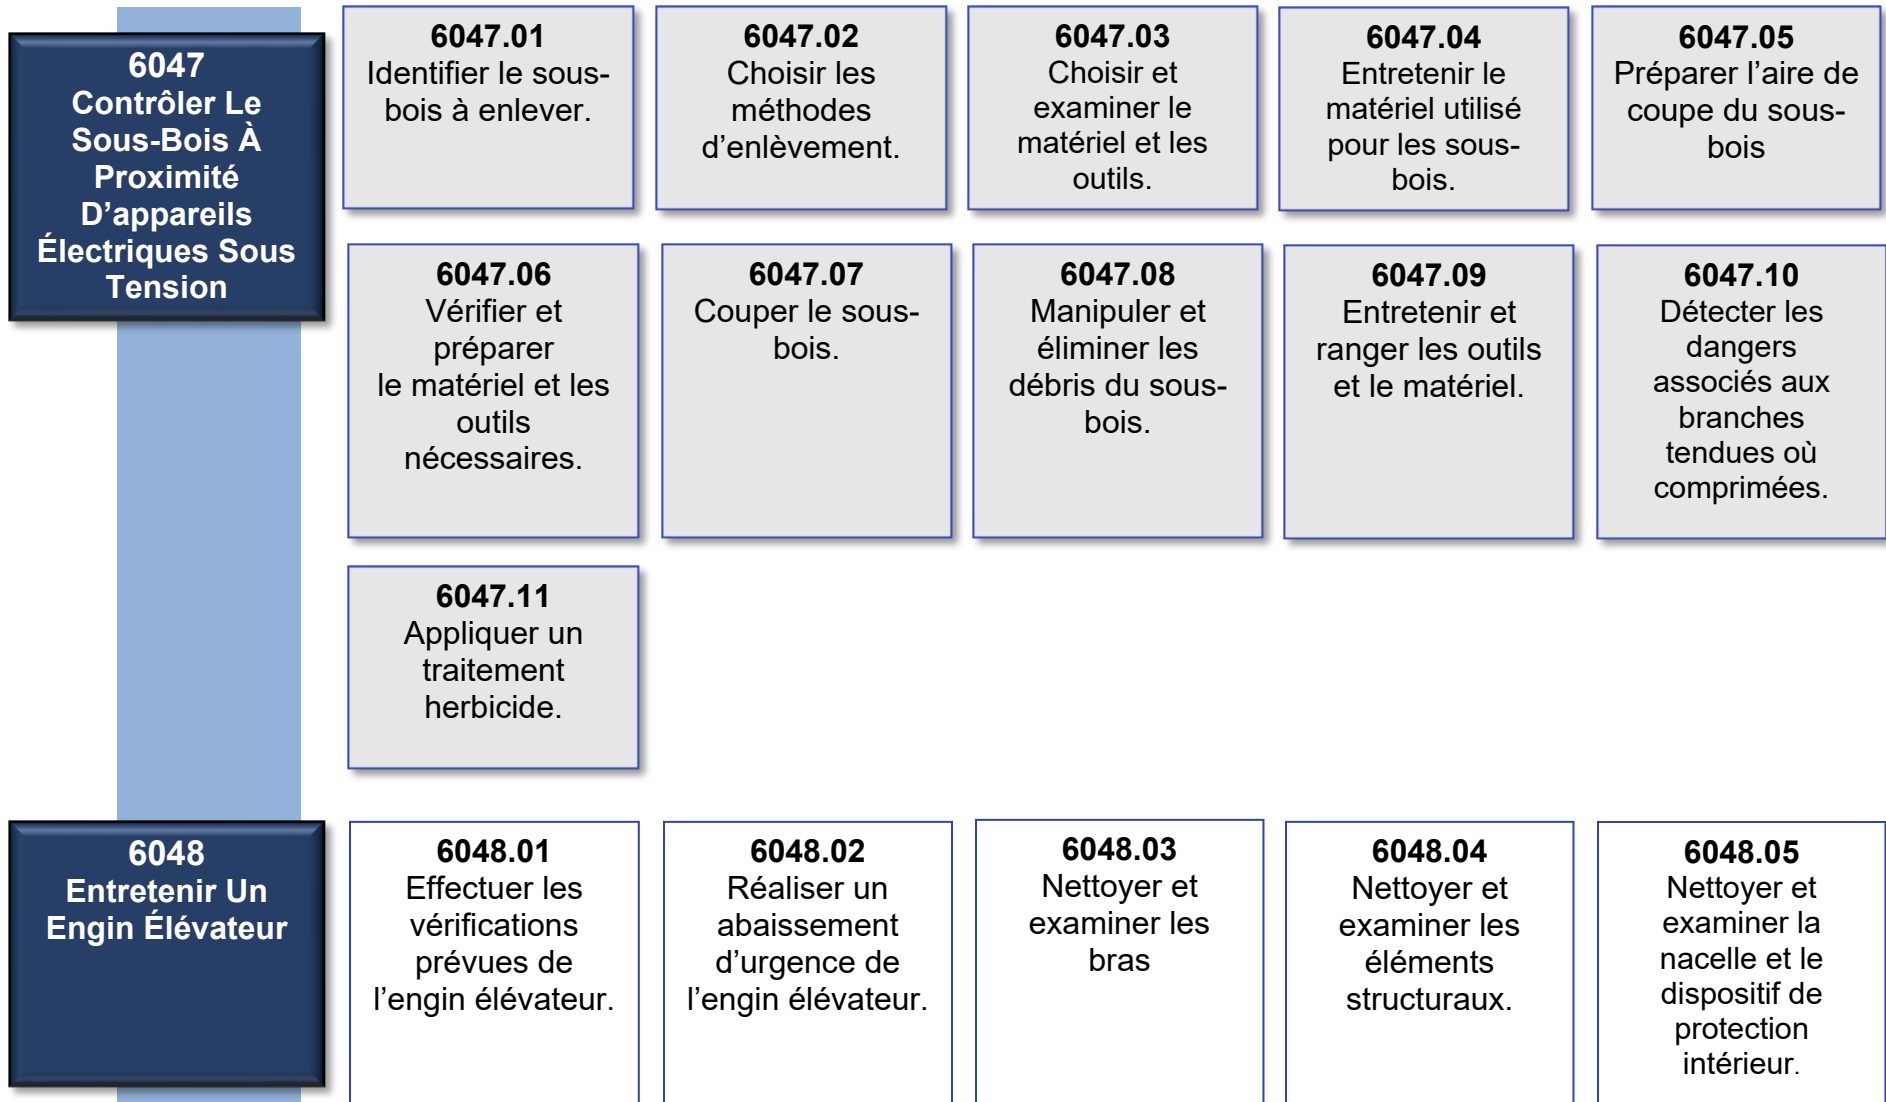 6047
Contrôler Le
Sous-Bois À
Proximité
D’appareils
Électriques Sous
Tension
6047.01
Identifier le sous-
bois à enlever.
6047.02
Choisir les
méthodes
d’enlèvement.
6047.03
Choisir et
examiner le
matériel et les
outils.
6047.04
Entretenir le
matériel utilisé
pour les sous-
bois.
6047.05
Préparer l’aire de
coupe du sous-
bois
6047.06
Vérifier et
préparer
le matériel et les
outils
nécessaires.
6047.07
Couper le sous-
bois.
6047.08
Manipuler et
éliminer les
débris du sous-
bois.
6047.09
Entretenir et
ranger les outils
et le matériel.
6047.10
Détecter les
dangers
associés aux
branches
tendues où
comprimées.
6047.11
Appliquer un
traitement
herbicide.
6048
Entretenir Un
Engin Élévateur
6048.01
Effectuer les
vérifications
prévues de
l’engin élévateur.
6048.02
Réaliser un
abaissement
d’urgence de
l’engin élévateur.
6048.03
Nettoyer et
examiner les
bras
6048.04
Nettoyer et
examiner les
éléments
structuraux.
6048.05
Nettoyer et
examiner la
nacelle et le
dispositif de
protection
intérieur.